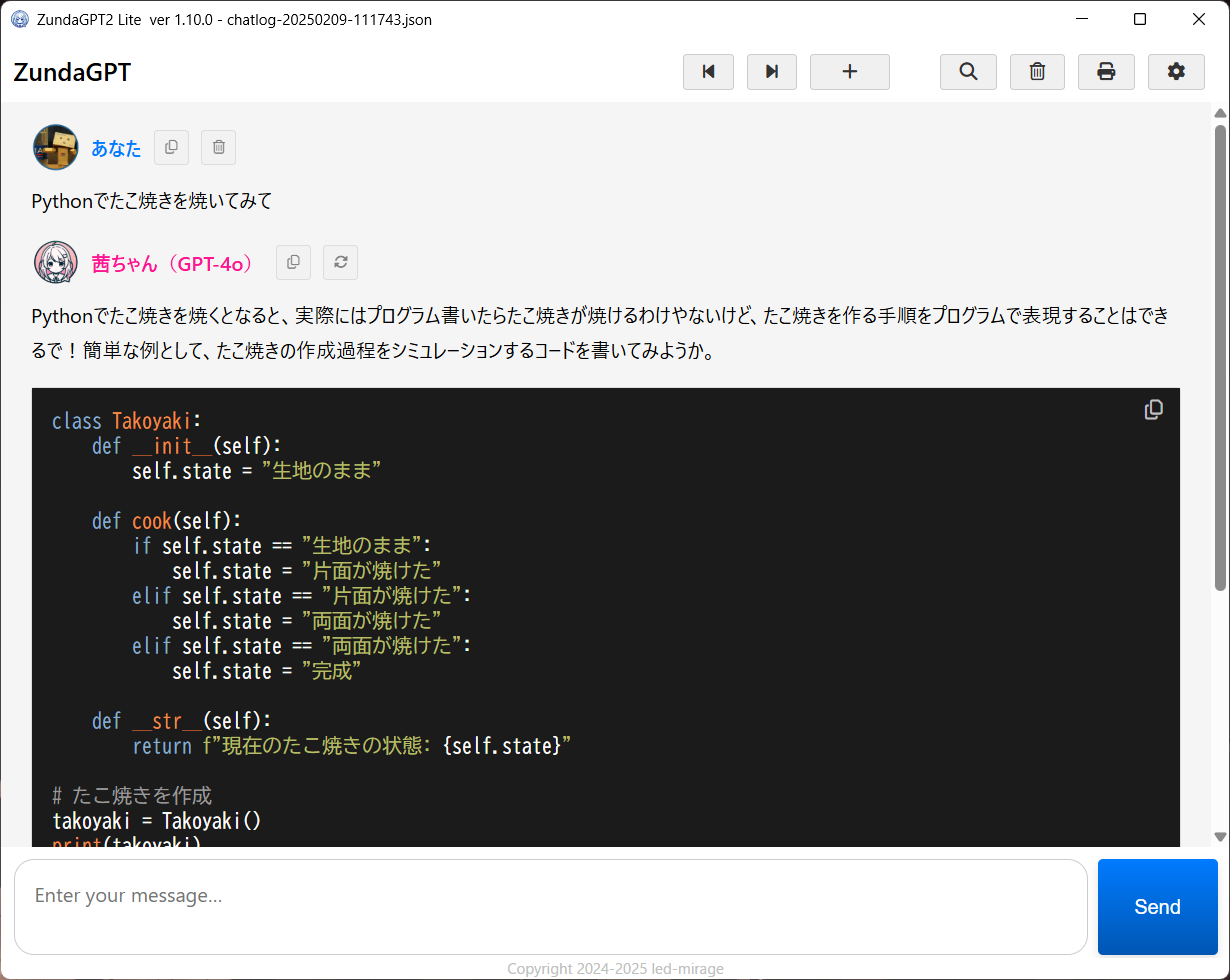 ZundaGPT2 Lite ver 1.10.0 - chatlog-20250209-111743.json
ZundaGPT
あなた
Pythonでたこ焼きを焼いてみて
茜ちゃん（GPT-4o）
Pythonでたこ焼きを焼くとなると、実際にはプログラム書いたらたこ焼きが焼けるわけやないけど、たこ焼きを作る手順をプログラムで表現することはでき
るで！簡単な例として、たこ焼きの作成過程をシミュレーションするコードを書いてみようか。
class Takoyaki:
    def __init__(self):
        self.state = "生地のまま"
    def cook(self):
        if self.state == "生地のまま":
            self.state = "片面が焼けた"
        elif self.state == "片面が焼けた":
            self.state = "両面が焼けた"
        elif self.state == "両面が焼けた":
            self.state = "完成"
    def __str__(self):
        return f"現在のたこ焼きの状態: {self.state}"
# たこ焼きを作成
takoyaki = Takoyaki()
print(takoyaki)
Enter your message...
Send
Copyright 2024-2025 led-mirage